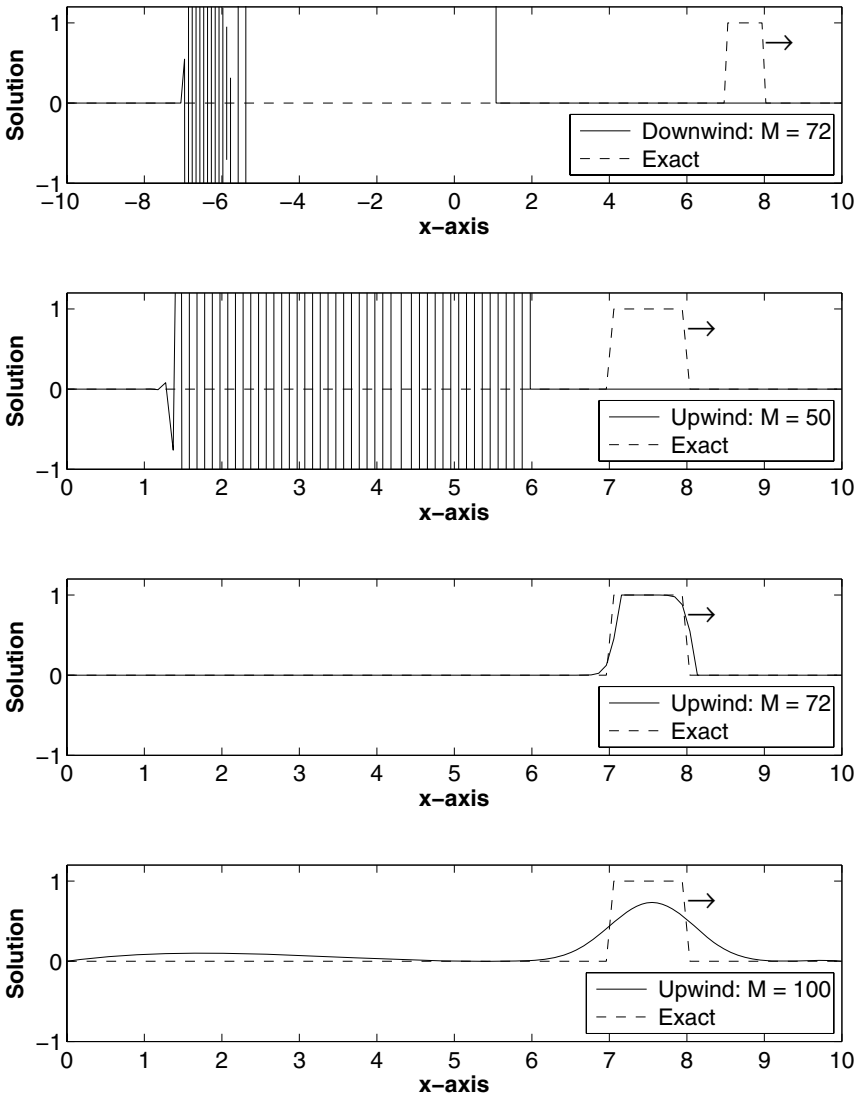 1
0
−1
Solution
Downwind: M = 72
Exact
−10 −8 −6 −4 −2 0 2 4 6 8 10
x−axis
1
0
−1
Solution
Upwind: M = 50
Exact
0 1 2 3 4 5 6 7 8 9 10
x−axis
1
0
−1
Solution
Upwind: M = 72
Exact
0 1 2 3 4 5 6 7 8 9 10
x−axis
1
0
−1
Solution
Upwind: M = 100
Exact
0 1 2 3 4 5 6 7 8 9 10
x−axis